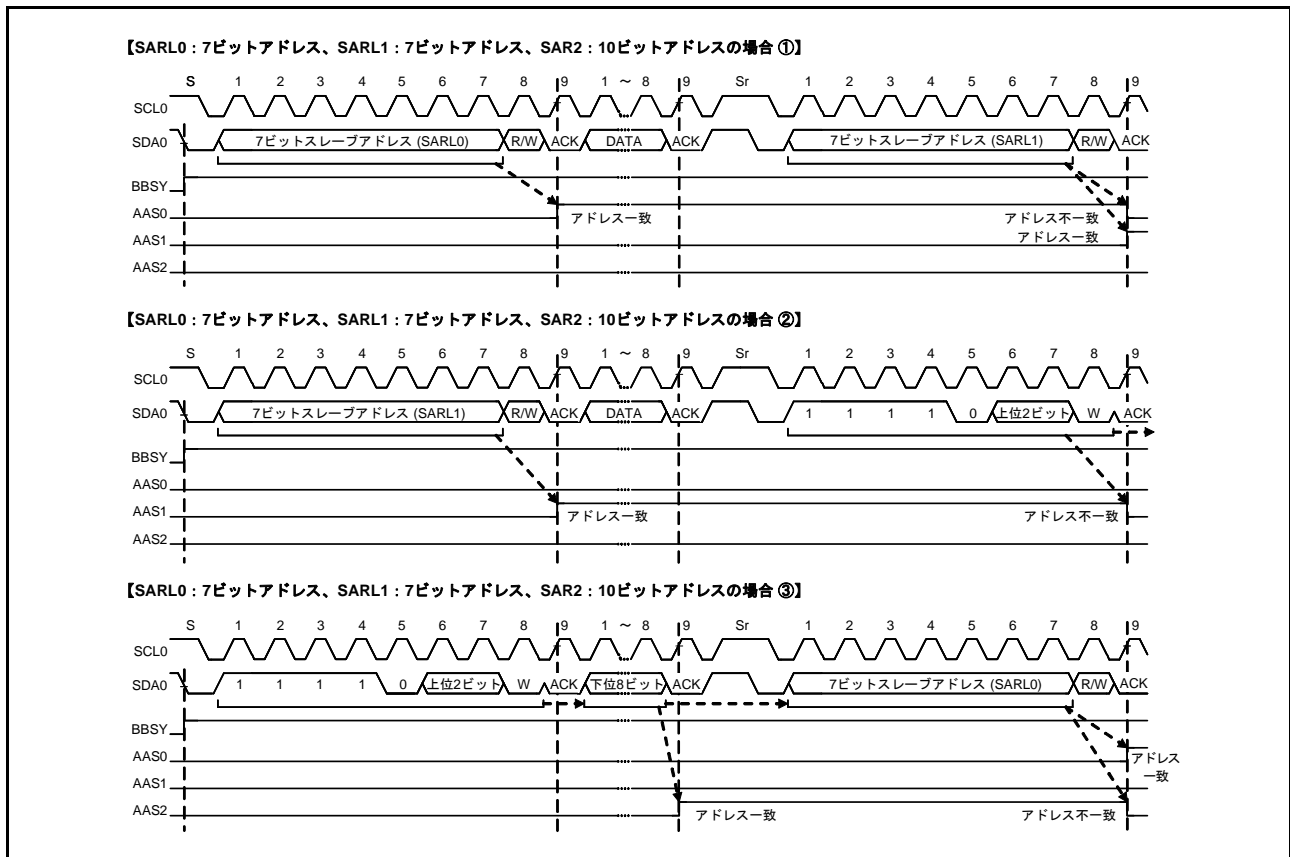 【SARL0：7ビットアドレス、SARL1：7ビットアドレス、SAR2：10ビットアドレスの場合 ①】
S 1 2 3 4 5 6 7 8 9 1 ～ 8 9 Sr 1 2 3 4 5 6 7 8 9
SCL0
SDA0 7ビットスレーブアドレス (SARL0) R/W ACK DATA ACK 7ビットスレーブアドレス (SARL1) R/W ACK
BBSY
AAS0 アドレス一致 アドレス不一致
アドレス一致
AAS1
AAS2
【SARL0：7ビットアドレス、SARL1：7ビットアドレス、SAR2：10ビットアドレスの場合 ②】
S 1 2 3 4 5 6 7 8 9 1 ～ 8 9 Sr 1 2 3 4 5 6 7 8 9
SCL0
SDA0 7ビットスレーブアドレス (SARL1) R/W ACK DATA ACK 1 1 1 1 0 上位2ビット W ACK
BBSY
AAS0
AAS1 アドレス一致 アドレス不一致
AAS2
【SARL0：7ビットアドレス、SARL1：7ビットアドレス、SAR2：10ビットアドレスの場合 ③】
S 1 2 3 4 5 6 7 8 9 1 ～ 8 9 Sr 1 2 3 4 5 6 7 8 9
SCL0
SDA0 1 1 1 1 0 上位2ビット W ACK 下位8ビット ACK 7ビットスレーブアドレス (SARL0) R/W ACK
BBSY
AAS0 アドレス
一致
AAS1
AAS2 アドレス一致 アドレス不一致